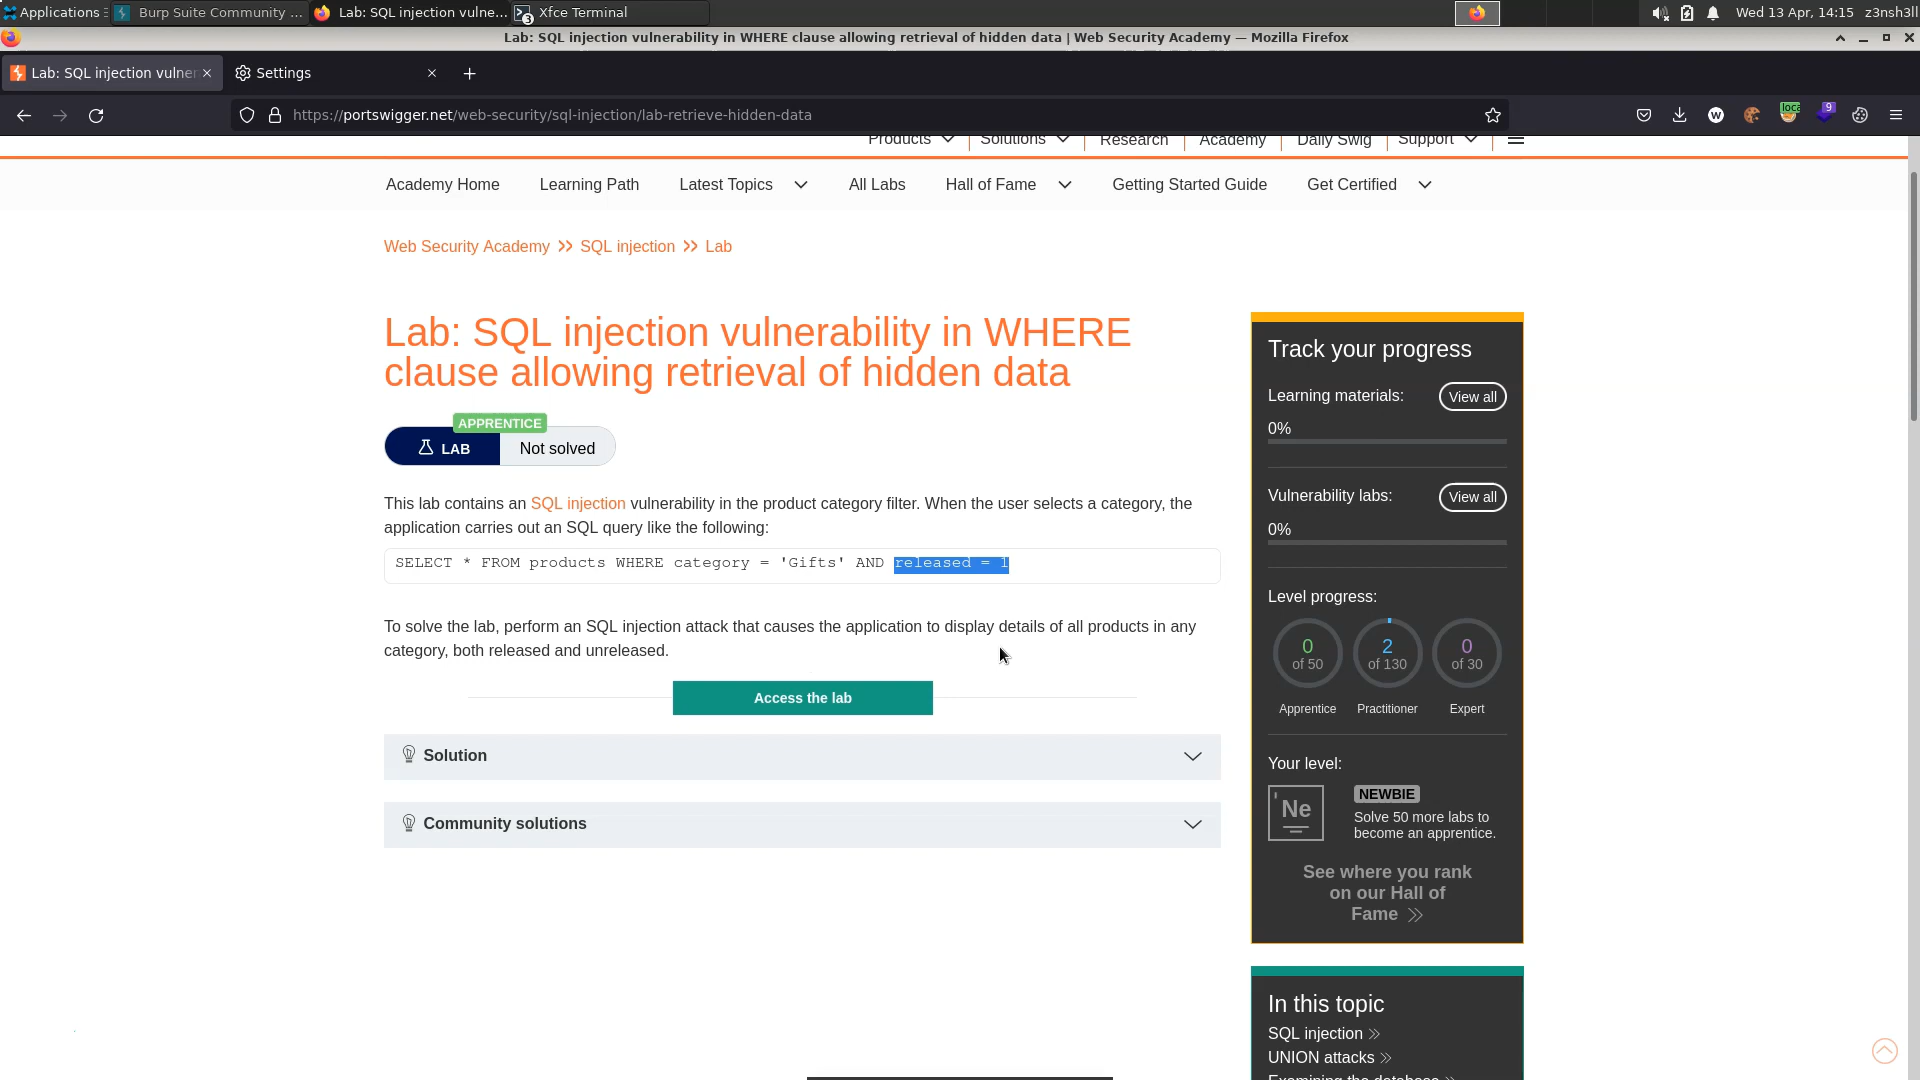 Applications
Burp Suite Community ...
Lab: SQL injection vulne...
3
Xfce Terminal
Wed 13 Apr, 14:15
z3nsh3ll
Lab: SQL injection vulnerability in WHERE clause allowing retrieval of hidden data | Web Security Academy — Mozilla Firefox
Lab: SQL injection vulner
Settings
https://portswigger.net/web-security/sql-injection/lab-retrieve-hidden-data
W
loca
9
Products
Solutions
Research
Academy
Daily Swig
Support
Academy Home
Learning Path
Latest Topics
All Labs
Hall of Fame
Getting Started Guide
Get Certified
Web Security Academy
SQL injection
Lab
Lab: SQL injection vulnerability in WHERE
clause allowing retrieval of hidden data
APPRENTICE
LAB
Not solved
This lab contains an SQL injection vulnerability in the product category filter. When the user selects a category, the
application carries out an SQL query like the following:
SELECT * FROM products WHERE category = 'Gifts' AND released = 1
To solve the lab, perform an SQL injection attack that causes the application to display details of all products in any
category, both released and unreleased.
Access the lab
Solution
Community solutions
Track your progress
Learning materials:
View all
0%
Vulnerability labs:
View all
0%
Level progress:
0
of 50
2
of 130
0
of 30
Apprentice
Practitioner
Expert
Your level:
Ne
NEWBIE
Solve 50 more labs to
become an apprentice.
See where you rank
on our Hall of
Fame
In this topic
SQL injection
UNION attacks
Examining the database